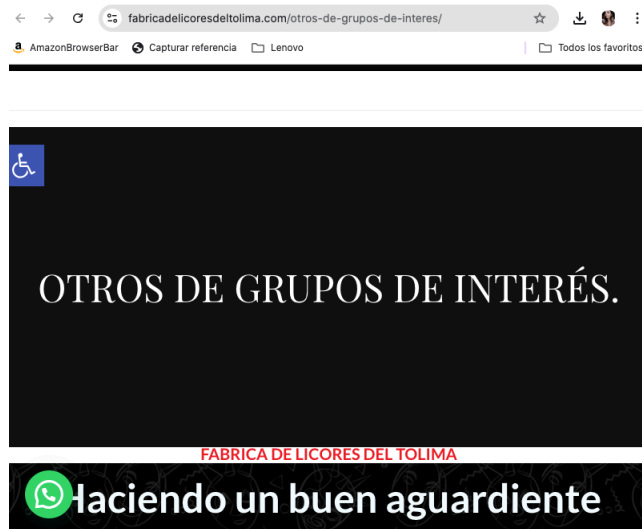 fabricadelicoresdeltolima.com/otros-de-grupos-de-interes/
AmazonBrowserBar Capturar referencia Lenovo Todos los favoritos
OTROS DE GRUPOS DE INTERÉS.
FABRICA DE LICORES DEL TOLIMA
Haciendo un buen aguardiente